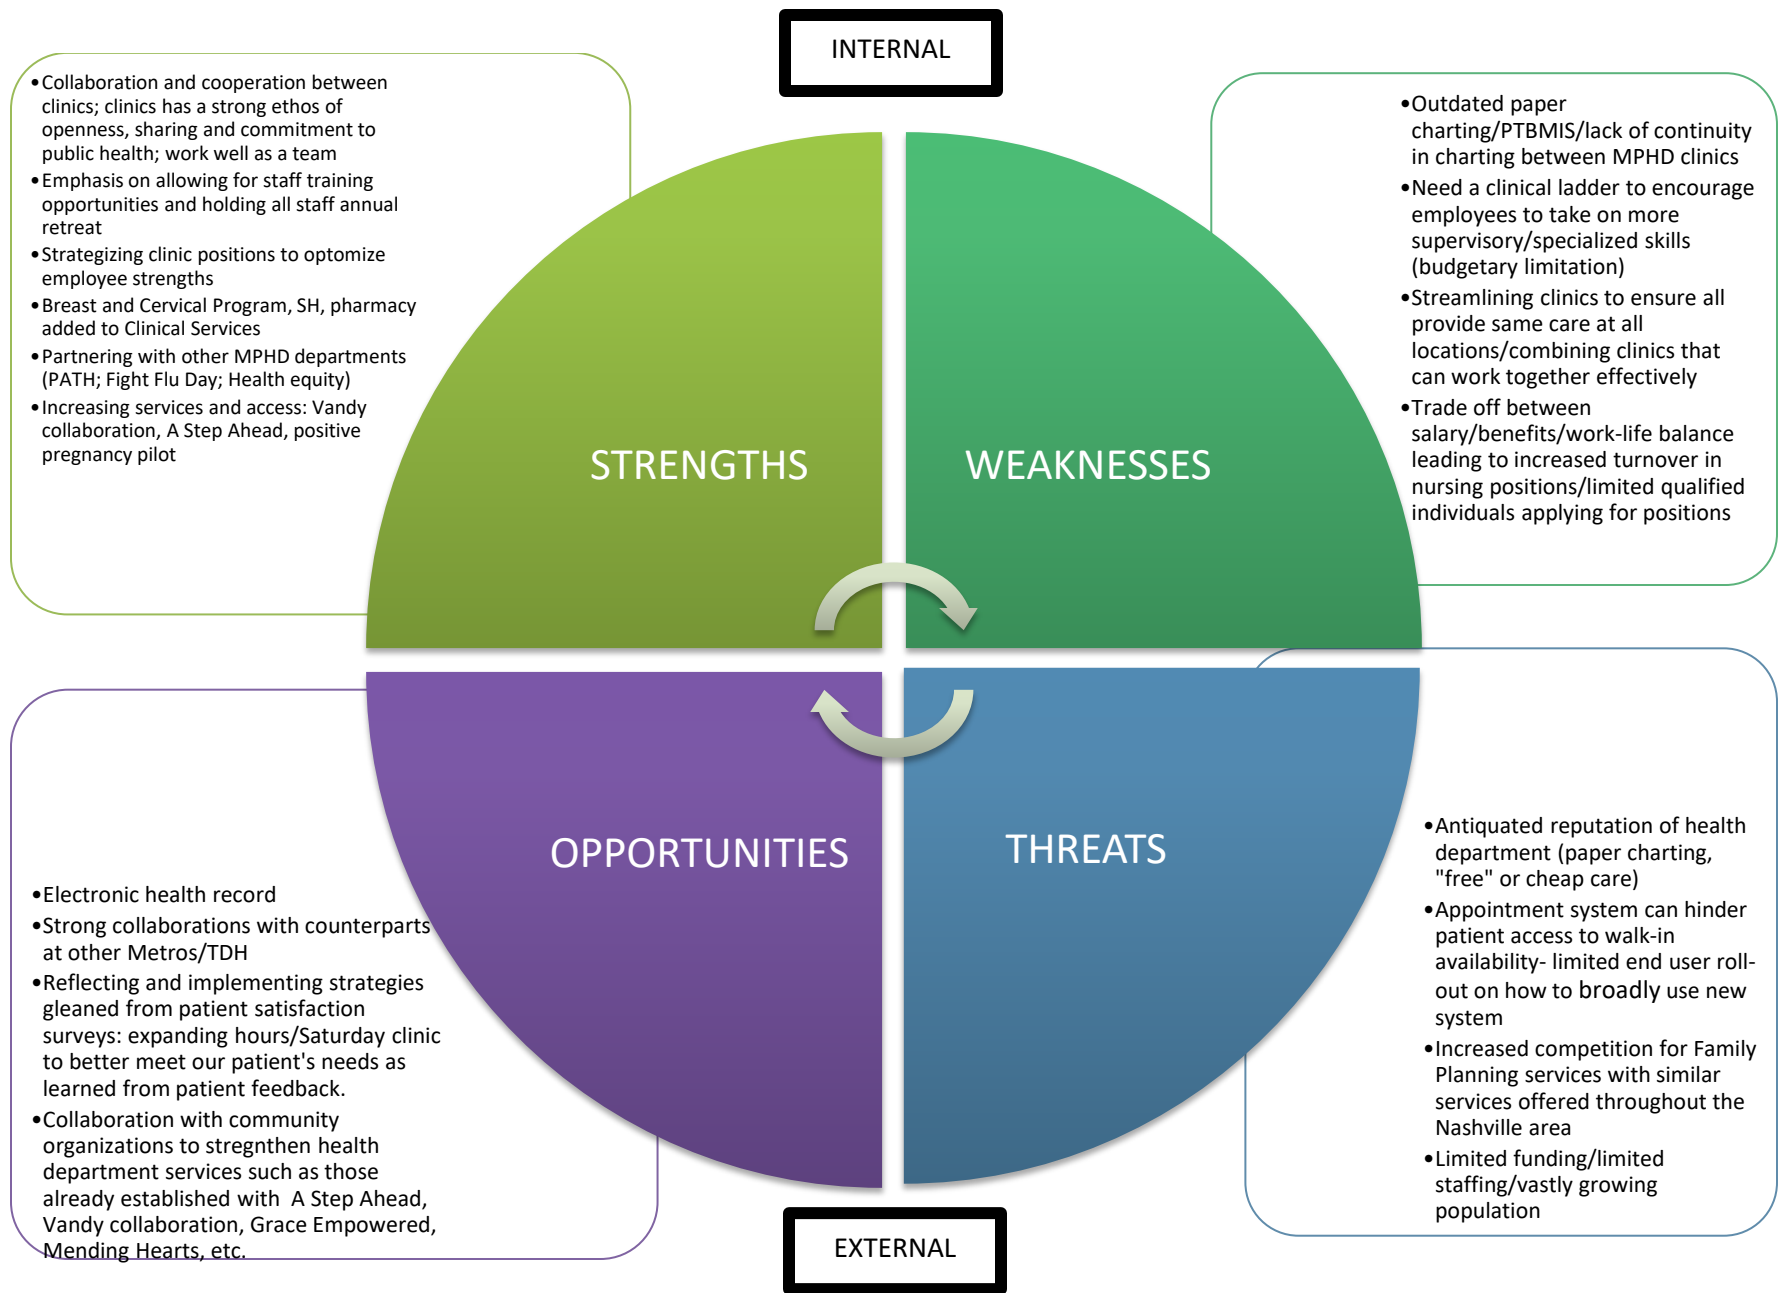 INTERNAL
•Collaboration and cooperation between
clinics; clinics has a strong ethos of
openness, sharing and commitment to
public health; work well as a team
•Emphasis on allowing for staff training
opportunities and holding all staff annual
retreat
•Strategizing clinic positions to optomize
employee strengths
•Breast and Cervical Program, SH, pharmacy
added to Clinical Services
•Partnering with other MPHD departments
(PATH; Fight Flu Day; Health equity)
•Increasing services and access: Vandy
collaboration, A Step Ahead, positive
pregnancy pilot
STRENGTHS
•Outdated paper
charting/PTBMIS/lack of continuity
in charting between MPHD clinics
•Need a clinical ladder to encourage
employees to take on more
supervisory/specialized skills
(budgetary limitation)
•Streamlining clinics to ensure all
provide same care at all
locations/combining clinics that
can work together effectively
•Trade off between
salary/benefits/work-life balance
leading to increased turnover in
nursing positions/limited qualified
individuals applying for positions
WEAKNESSES
OPPORTUNITIES
•Electronic health record
•Strong collaborations with counterparts
at other Metros/TDH
•Reflecting and implementing strategies
gleaned from patient satisfaction
surveys: expanding hours/Saturday clinic
to better meet our patient's needs as
learned from patient feedback.
•Collaboration with community
organizations to stregnthen health
department services such as those
already established with A Step Ahead,
Vandy collaboration, Grace Empowered,
Mending Hearts, etc.
THREATS
•Antiquated reputation of health
department (paper charting,
"free" or cheap care)
•Appointment system can hinder
patient access to walk-in
availability- limited end user roll-
out on how to broadly use new
system
•Increased competition for Family
Planning services with similar
services offered throughout the
Nashville area
•Limited funding/limited
staffing/vastly growing
population
EXTERNAL